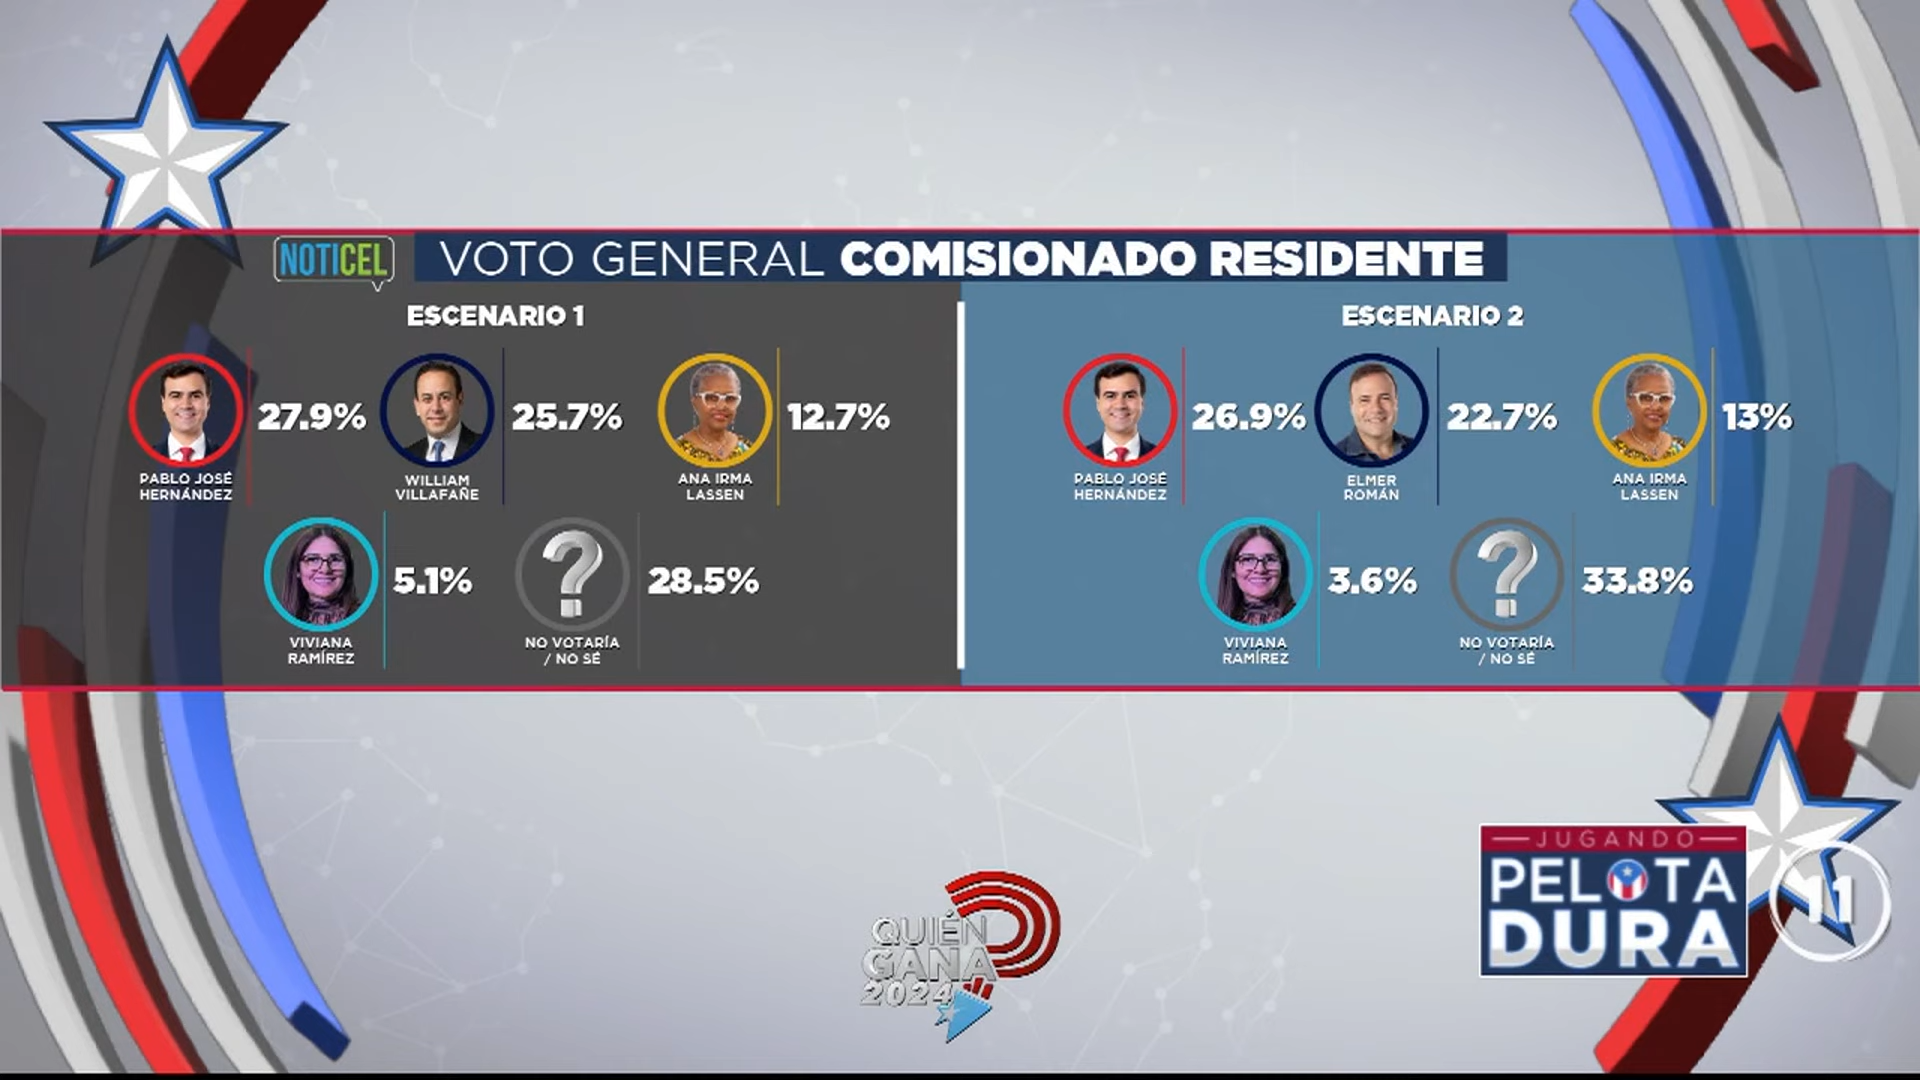 NOTICEL
VOTO GENERAL COMISIONADO RESIDENTE
ESCENARIO 1
27.9%
PABLO JOSÉ
HERNÁNDEZ
25.7%
WILLIAM
VILLAFAÑE
12.7%
ANA IRMA
LASSEN
5.1%
VIVIANA
RAMÍREZ
?
28.5%
NO VOTARÍA
/ NO SÉ
ESCENARIO 2
26.9%
PABLO JOSÉ
HERNÁNDEZ
22.7%
ELMER
ROMÁN
13%
ANA IRMA
LASSEN
3.6%
VIVIANA
RAMÍREZ
?
33.8%
NO VOTARÍA
/ NO SÉ
QUIÉN
GANA
2024
JUGANDO
PELOTA
DURA
11